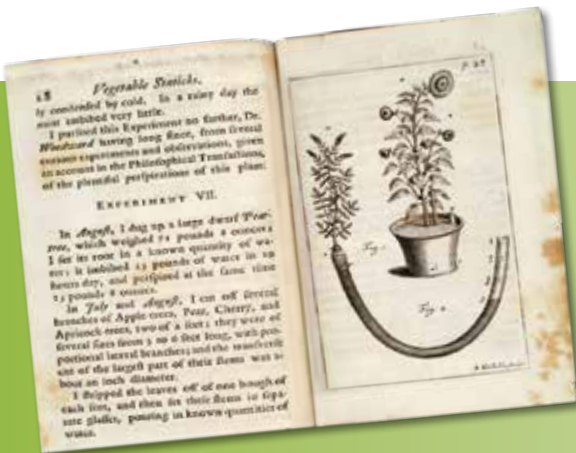 28 Vegetable Staticks.
by condensed by cold. In a rainy day the
most imbibed very little.
I pursued this Experiment no further, Dr.
Woodward having long since, from several
curious experiments and observations, given
an account in the Philosophical Transactions,
of the plentiful perspirations of this plant.
EXPERIMENT VII.
In August, I dug up a large dwarf Pear-
tree, which weighed 71 pounds 8 ounces
I set its root in a known quantity of wa-
ter; it imbibed 15 pounds of water in 10
hours day, and perspired at the same time
15 pounds 8 ounces.
In July and August, I cut off several
branches of Apple-trees, Pear, Cherry, and
Apricock-trees, two of a sort; they were of
several sizes from 3 to 6 foot long, with pro-
portional lateral branches; and the transverse
cut of the largest part of their stems was a-
bout an inch diameter.
I stripped the leaves off of one bough of
each sort, and then set their stems in sepa-
rate glasses, pouring in known quantities of
water.
p. 28
Fig. 1
Fig. 2